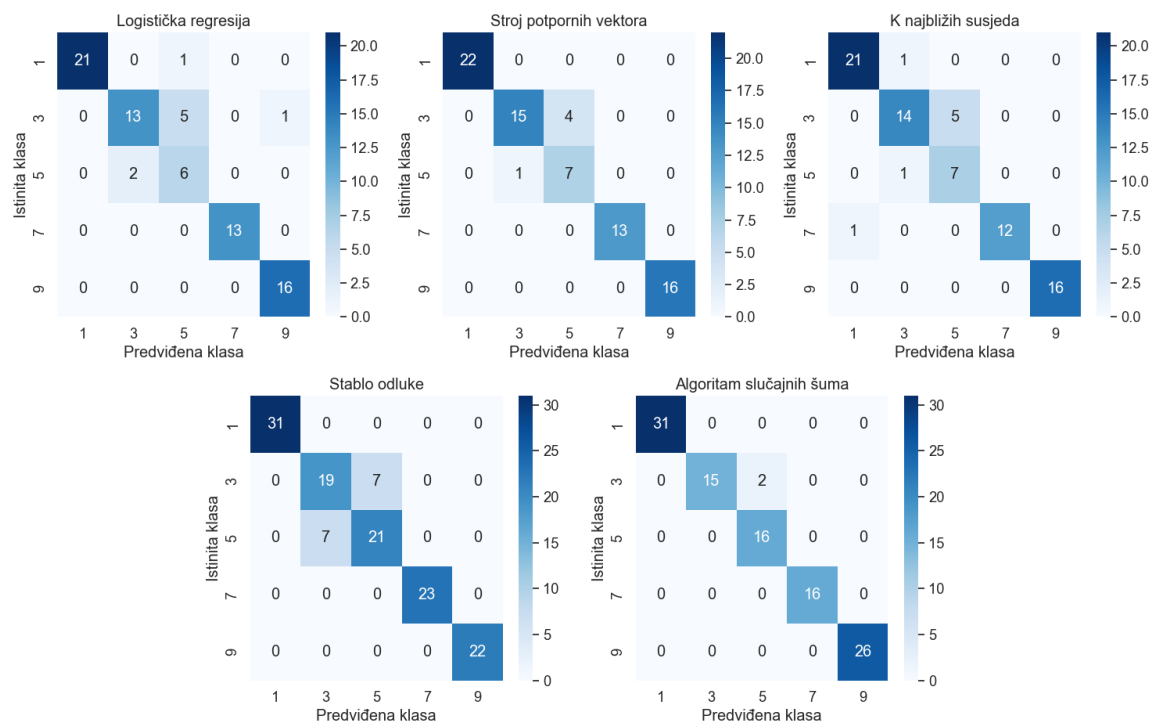 Logistička regresija
21 0 1 0 0
0 13 5 0 1
0 2 6 0 0
0 0 0 13 0
0 0 0 0 16
1
3
5
7
9
Istinita klasa
1 3 5 7 9
Predviđena klasa
20.0
17.5
15.0
12.5
10.0
7.5
5.0
2.5
0.0
Stroj potpornih vektora
22 0 0 0 0
0 15 4 0 0
0 1 7 0 0
0 0 0 13 0
0 0 0 0 16
1
3
5
7
9
Istinita klasa
1 3 5 7 9
Predviđena klasa
20.0
17.5
15.0
12.5
10.0
7.5
5.0
2.5
0.0
K najbližih susjeda
21 1 0 0 0
0 14 5 0 0
0 1 7 0 0
1 0 0 12 0
0 0 0 0 16
1
3
5
7
9
Istinita klasa
1 3 5 7 9
Predviđena klasa
20.0
17.5
15.0
12.5
10.0
7.5
5.0
2.5
0.0
Stablo odluke
31 0 0 0 0
0 19 7 0 0
0 7 21 0 0
0 0 0 23 0
0 0 0 0 22
1
3
5
7
9
Istinita klasa
1 3 5 7 9
Predviđena klasa
30
25
20
15
10
5
0
Algoritam slučajnih šuma
31 0 0 0 0
0 15 2 0 0
0 0 16 0 0
0 0 0 16 0
0 0 0 0 26
1
3
5
7
9
Istinita klasa
1 3 5 7 9
Predviđena klasa
30
25
20
15
10
5
0